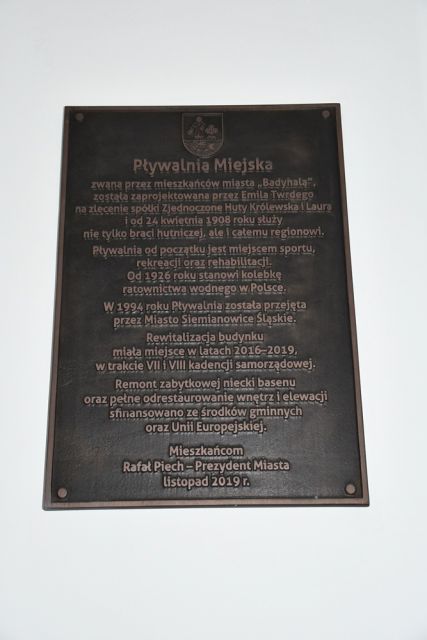 Pływalnia Miejska
zwana przez mieszkańców miasta „Badyhalą”,
została zaprojektowana przez Emila Twrdego
na zlecenie spółki Zjednoczone Huty Królewska i Laura
i od 24 kwietnia 1908 roku służy
nie tylko braci hutniczej, ale i całemu regionowi.
Pływalnia od początku jest miejscem sportu,
rekreacji oraz rehabilitacji.
Od 1926 roku stanowi kolebkę
ratownictwa wodnego w Polsce.
W 1994 roku Pływalnia została przejęta
przez Miasto Siemianowice Śląskie.
Rewitalizacja budynku
miała miejsce w latach 2016–2019,
w trakcie VII i VIII kadencji samorządowej.
Remont zabytkowej niecki basenu
oraz pełne odrestaurowanie wnętrz i elewacji
sfinansowano ze środków gminnych
oraz Unii Europejskiej.
Mieszkańcom
Rafał Piech – Prezydent Miasta
listopad 2019 r.